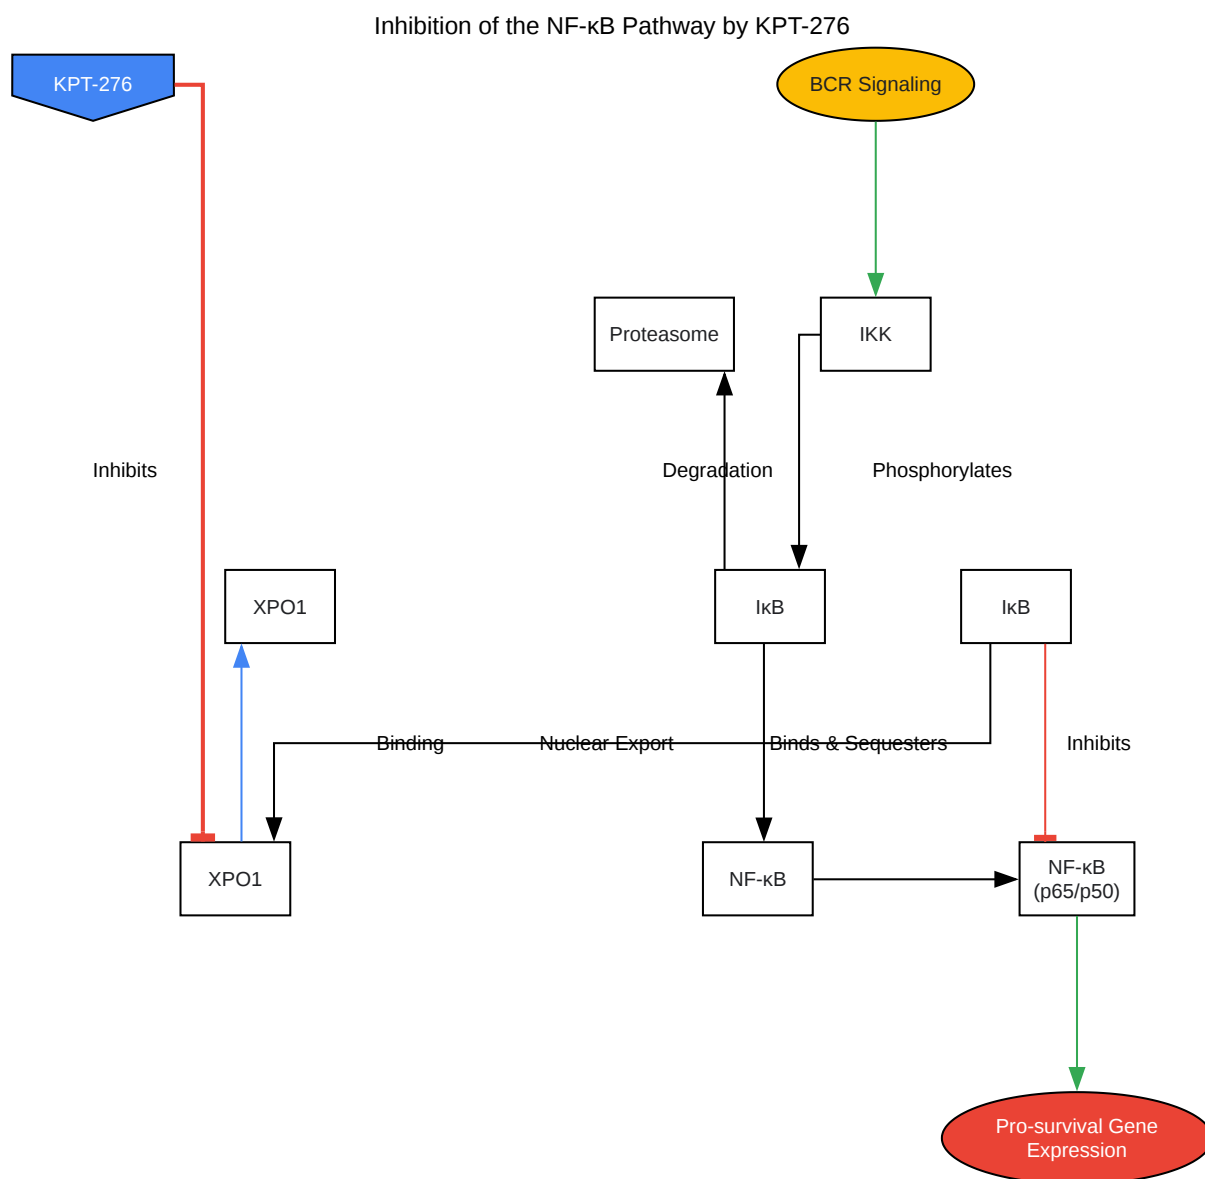 Inhibition of the NF-κB Pathway by KPT-276
KPT-276
BCR Signaling
Proteasome
IKK
Inhibits
Degradation
Phosphorylates
XPO1
IκB
IκB
Binding
Nuclear Export
Binds & Sequesters
Inhibits
XPO1
NF-κB
NF-κB
(p65/p50)
Pro-survival Gene
Expression